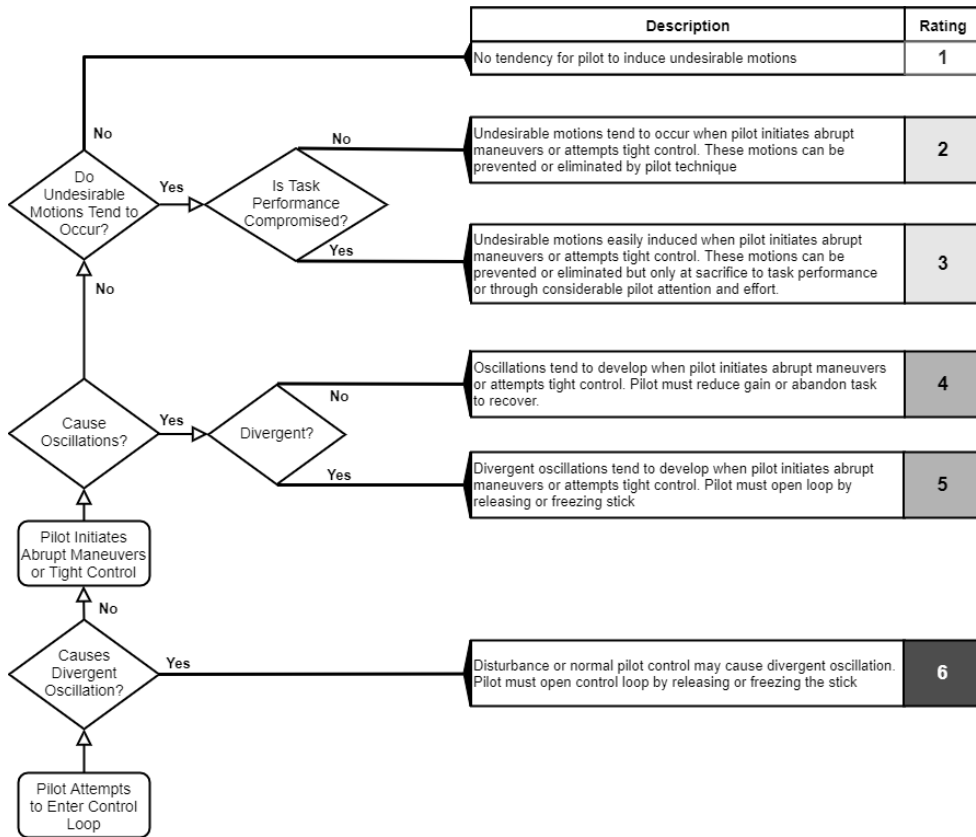 Description
Rating
No tendency for pilot to induce undesirable motions
1
No
Undesirable motions tend to occur when pilot initiates abrupt
maneuvers or attempts tight control. These motions can be
prevented or eliminated by pilot technique
2
No
Do
Undesirable
Motions Tend to
Occur?
Yes
Is Task
Performance
Compromised?
Yes
Undesirable motions easily induced when pilot initiates abrupt
maneuvers or attempts tight control. These motions can be
prevented or eliminated but only at sacrifice to task performance
or through considerable pilot attention and effort.
3
No
Oscillations tend to develop when pilot initiates abrupt maneuvers
or attempts tight control. Pilot must reduce gain or abandon task
to recover.
4
No
Cause
Oscillations?
Yes
Divergent?
Yes
Divergent oscillations tend to develop when pilot initiates abrupt
maneuvers or attempts tight control. Pilot must open loop by
releasing or freezing stick
5
Pilot Initiates
Abrupt Maneuvers
or Tight Control
No
Causes
Divergent
Oscillation?
Yes
Disturbance or normal pilot control may cause divergent oscillation.
Pilot must open control loop by releasing or freezing the stick
6
Pilot Attempts
to Enter Control
Loop